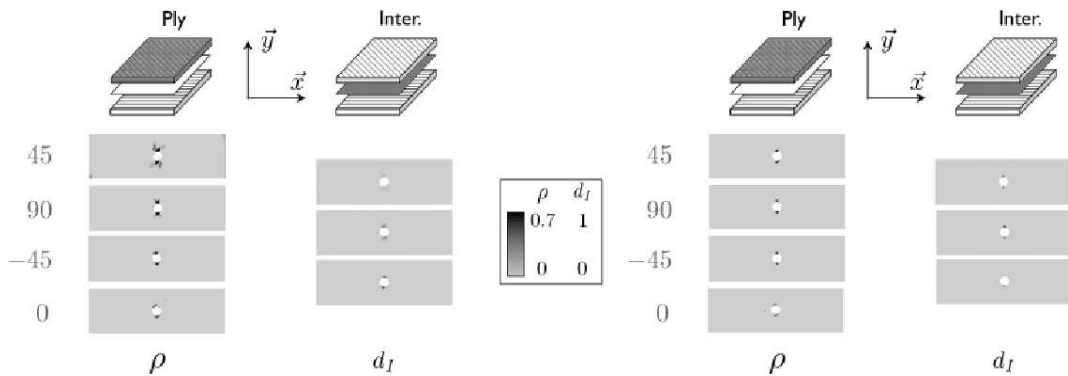 Ply Inter. Ply Inter.
y⃗ x⃗ y⃗ x⃗
45 45
90 ρ d_I 90
0.7 1
−45 0 0 −45
0 0
ρ d_I ρ d_I